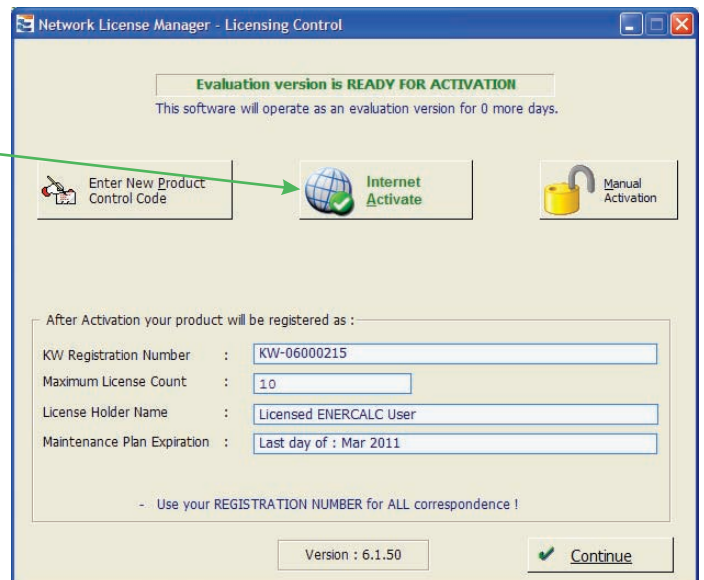 Network License Manager - Licensing Control
Evaluation version is READY FOR ACTIVATION
This software will operate as an evaluation version for 0 more days.
Enter New Product
Control Code
Internet
Activate
Manual
Activation
After Activation your product will be registered as :
KW Registration Number : KW-06000215
Maximum License Count : 10
License Holder Name : Licensed ENERCALC User
Maintenance Plan Expiration : Last day of : Mar 2011
- Use your REGISTRATION NUMBER for ALL correspondence !
Version : 6.1.50
Continue